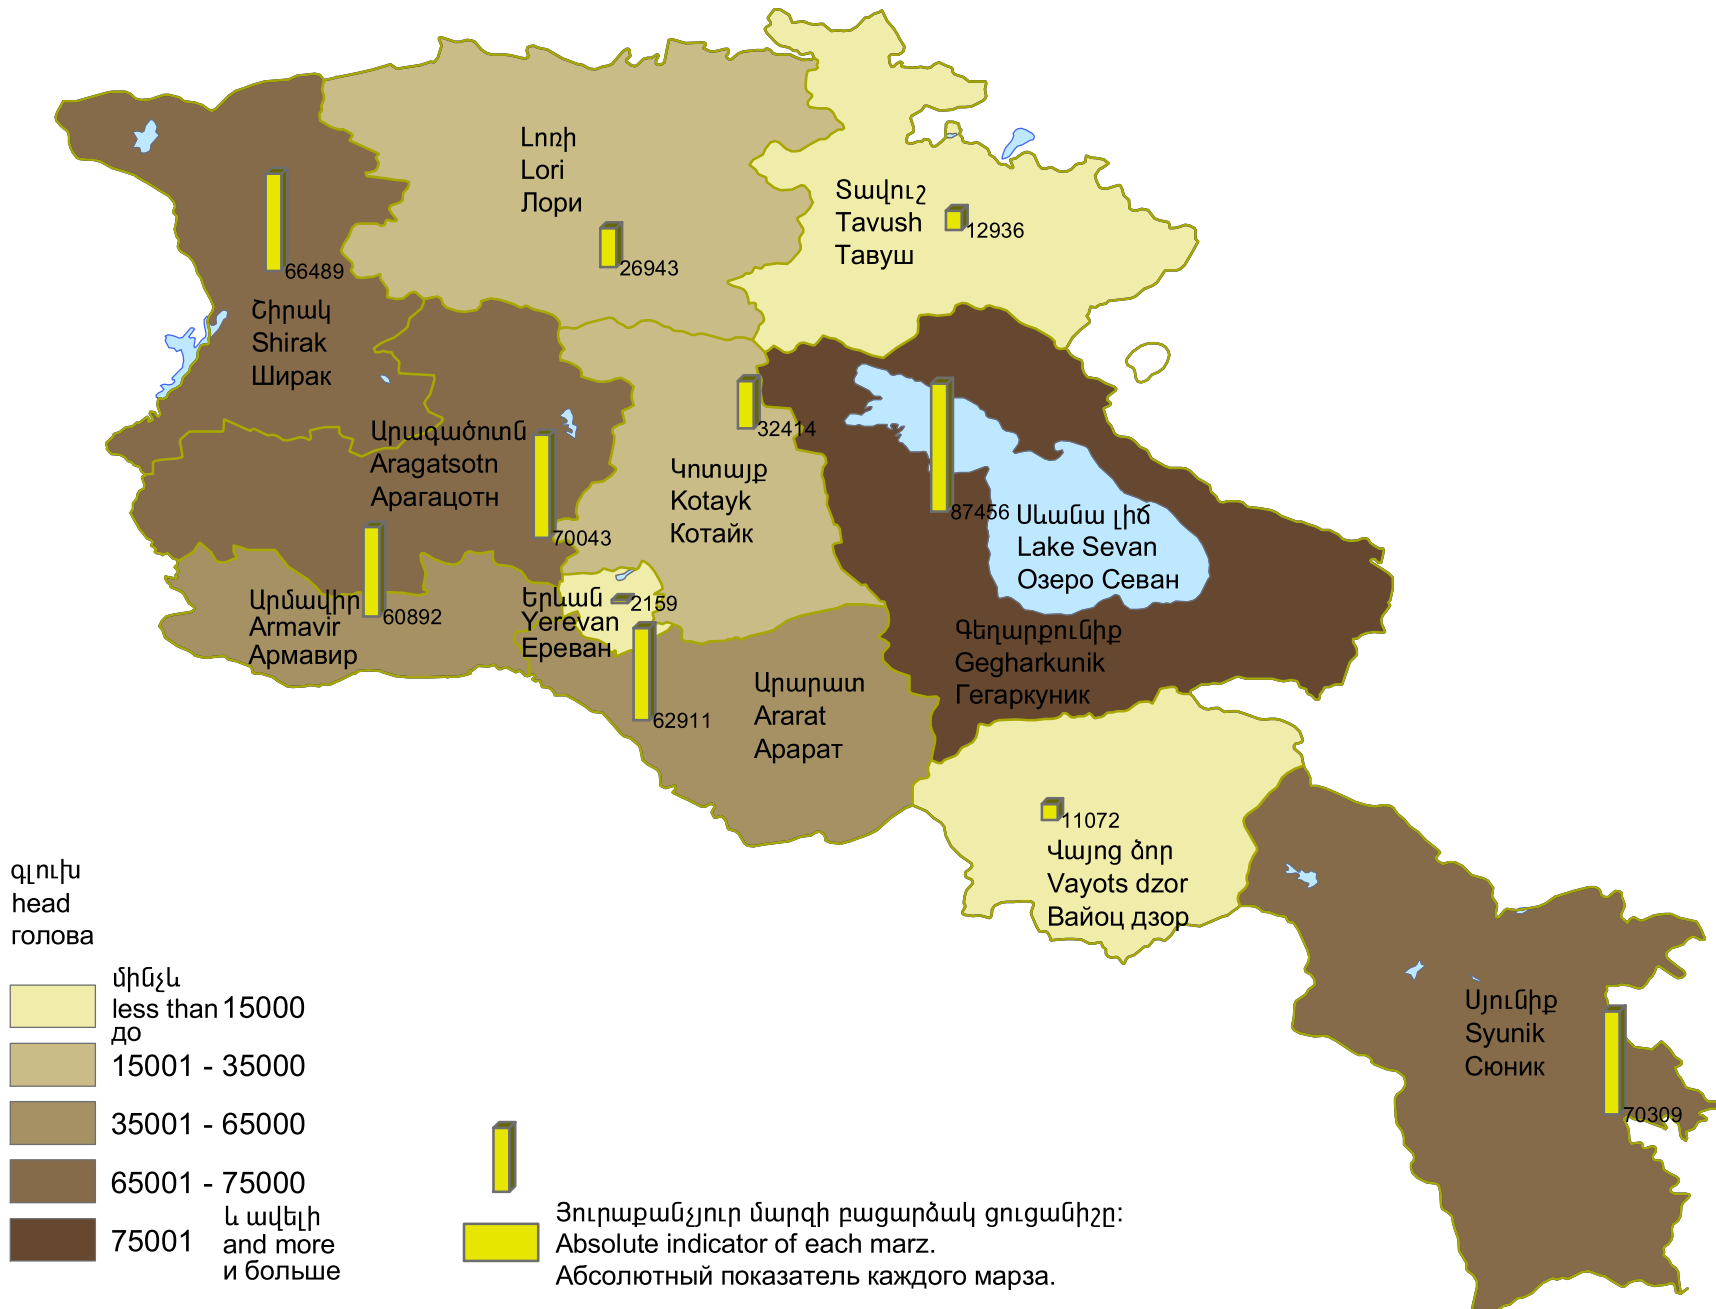 Լոռի
Lori
Лори
26943
Տավուշ
Tavush
Тавуш
12936
66489
Շիրակ
Shirak
Ширак
Արագածոտն
Aragatsotn
Арагацотн
70043
32414
Կոտայք
Kotayk
Котайк
87456
Սևանա լիճ
Lake Sevan
Озеро Севан
Գեղարքունիք
Gegharkunik
Гегаркуник
Արմավիր
Armavir
Армавир
60892
Երևան
Yerevan
Ереван
2159
62911
Արարատ
Ararat
Арарат
11072
Վայոց ձոր
Vayots dzor
Вайоц дзор
Սյունիք
Syunik
Сюник
70309
գլուխ
head
голова
մինչև
less than 15000
до
15001 - 35000
35001 - 65000
65001 - 75000
և ավելի
75001 and more
и больше
Յուրաքանչյուր մարզի բացարձակ ցուցանիշը:
Absolute indicator of each marz.
Абсолютный показатель каждого марза.